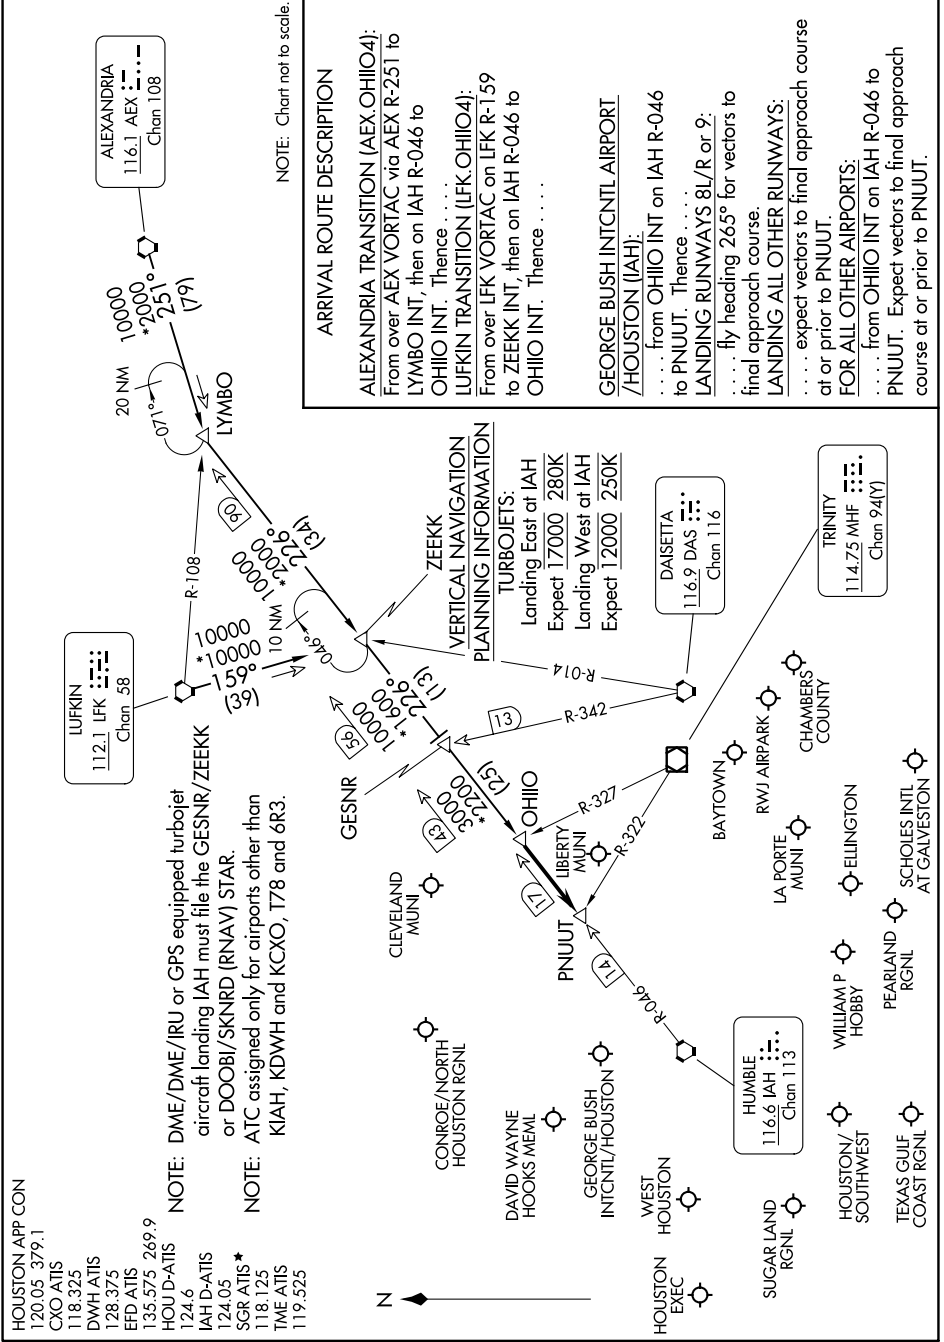 HOUSTON APP CON
120.05 379.1
CXO ATIS
118.325
DWH ATIS
128.375
EFD ATIS
135.575 269.9
HOU D-ATIS
124.6
IAH D-ATIS
124.05
SGR ATIS★
118.125
TME ATIS
119.525
NOTE: DME/DME/IRU or GPS equipped turbojet
aircraft landing IAH must file the GESNR/ZEEKK
or DOOBI/SKNRD (RNAV) STAR.
NOTE: ATC assigned only for airports other than
KIAH, KDWH and KCXO, T78 and 6R3.
LUFKIN
112.1 LFK
Chan 58
ALEXANDRIA
116.1 AEX
Chan 108
NOTE: Chart not to scale.
10000
*2000
251°
(79)
20 NM
071°
LYMBO
R-108
90
10000
*2000
226°
(34)
10000
*10000
159°
(39)
10 NM
046°
ZEEKK
56
10000
*1600
226°
(13)
GESNR
43
3000
*2200
(25)
OHIIO
17
PNUUT
14
R-046
R-014
R-342
13
R-327
R-322
VERTICAL NAVIGATION
PLANNING INFORMATION
TURBOJETS:
Landing East at IAH
Expect 17000 280K
Landing West at IAH
Expect 12000 250K
DAISETTA
116.9 DAS
Chan 116
TRINITY
114.75 MHF
Chan 94(Y)
HUMBLE
116.6 IAH
Chan 113
CLEVELAND
MUNI
LIBERTY
MUNI
CONROE/NORTH
HOUSTON RGNL
DAVID WAYNE
HOOKS MEML
GEORGE BUSH
INTCNTL/HOUSTON
WEST
HOUSTON
HOUSTON
EXEC
SUGAR LAND
RGNL
HOUSTON/
SOUTHWEST
TEXAS GULF
COAST RGNL
WILLIAM P
HOBBY
PEARLAND
RGNL
ELLINGTON
SCHOLES INTL
AT GALVESTON
LA PORTE
MUNI
BAYTOWN
RWJ AIRPARK
CHAMBERS
COUNTY
N
ARRIVAL ROUTE DESCRIPTION
ALEXANDRIA TRANSITION (AEX.OHIIO4):
From over AEX VORTAC via AEX R-251 to
LYMBO INT, then on IAH R-046 to
OHIIO INT. Thence . . . .
LUFKIN TRANSITION (LFK.OHIIO4):
From over LFK VORTAC on LFK R-159
to ZEEKK INT, then on IAH R-046 to
OHIIO INT. Thence . . . .
GEORGE BUSH INTCNTL AIRPORT
/HOUSTON (IAH):
. . . . from OHIIO INT on IAH R-046
to PNUUT. Thence . . . .
LANDING RUNWAYS 8L/R or 9:
. . . . fly heading 265° for vectors to
final approach course.
LANDING ALL OTHER RUNWAYS:
. . . . expect vectors to final approach course
at or prior to PNUUT.
FOR ALL OTHER AIRPORTS:
. . . . from OHIIO INT on IAH R-046 to
PNUUT. Expect vectors to final approach
course at or prior to PNUUT.